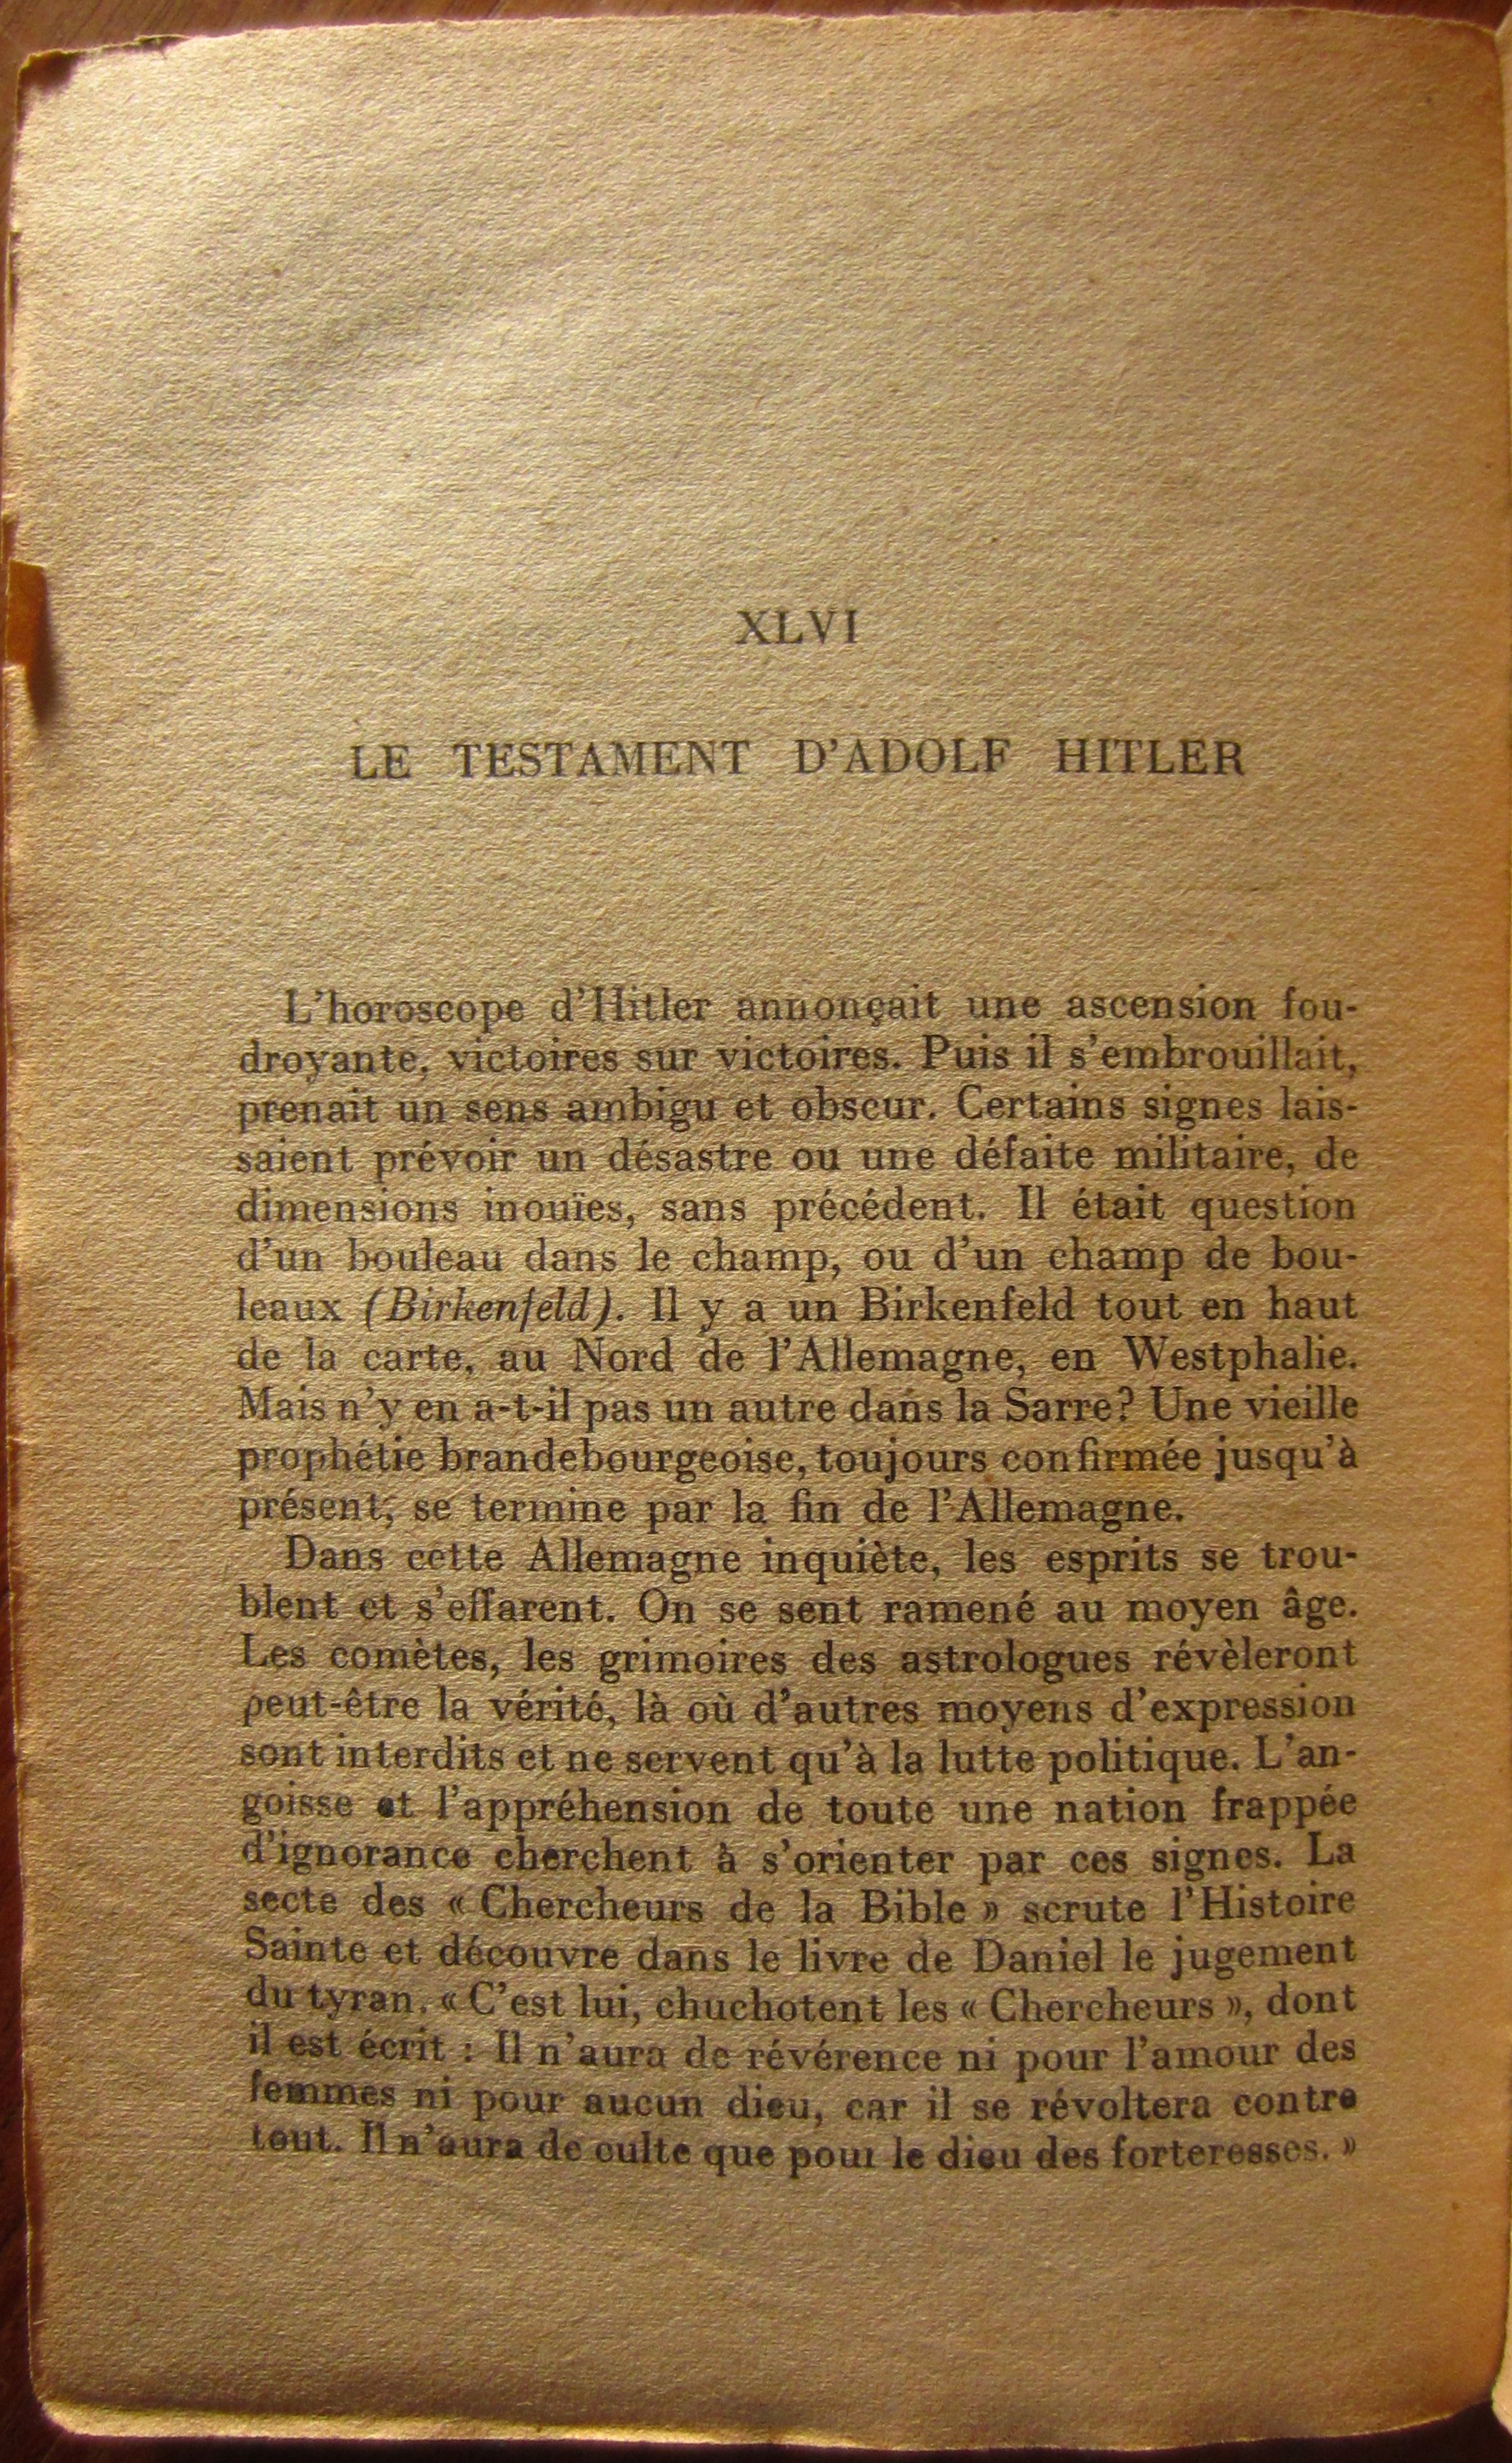 XLVI
LE TESTAMENT D'ADOLF HITLER
L'horoscope d'Hitler annonçait une ascension fou-
droyante, victoires sur victoires. Puis il s'embrouillait,
prenait un sens ambigu et obscur. Certains signes lais-
saient prévoir un désastre ou une défaite militaire, de
dimensions inouïes, sans précédent. Il était question
d'un bouleau dans le champ, ou d'un champ de bou-
leaux (Birkenfeld). Il y a un Birkenfeld tout en haut
de la carte, au Nord de l'Allemagne, en Westphalie.
Mais n'y en a-t-il pas un autre dans la Sarre? Une vieille
prophétie brandebourgeoise, toujours confirmée jusqu'à
présent, se termine par la fin de l'Allemagne.
Dans cette Allemagne inquiète, les esprits se trou-
blent et s'effarent. On se sent ramené au moyen âge.
Les comètes, les grimoires des astrologues révèleront
peut-être la vérité, là où d'autres moyens d'expression
sont interdits et ne servent qu'à la lutte politique. L'an-
goisse et l'appréhension de toute une nation frappée
d'ignorance cherchent à s'orienter par ces signes. La
secte des « Chercheurs de la Bible » scrute l'Histoire
Sainte et découvre dans le livre de Daniel le jugement
du tyran. « C'est lui, chuchotent les « Chercheurs », dont
il est écrit : Il n'aura de révérence ni pour l'amour des
femmes ni pour aucun dieu, car il se révoltera contre
tout. Il n'aura de culte que pour le dieu des forteresses. »